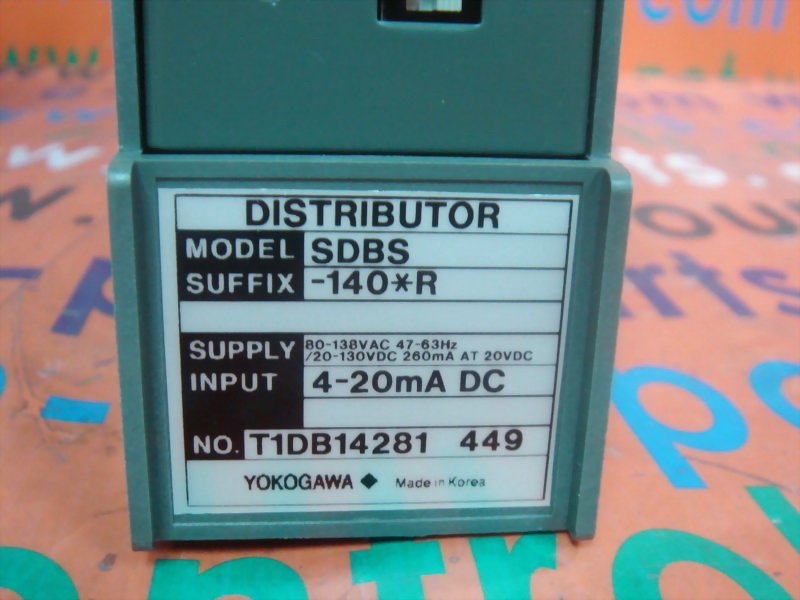 DISTRIBUTOR
MODEL SDBS
SUFFIX -140*R
SUPPLY 80-138VAC 47-63Hz
/20-130VDC 260mA AT 20VDC
INPUT 4-20mA DC
NO. T1DB14281 449
YOKOGAWA ◆ Made in Korea